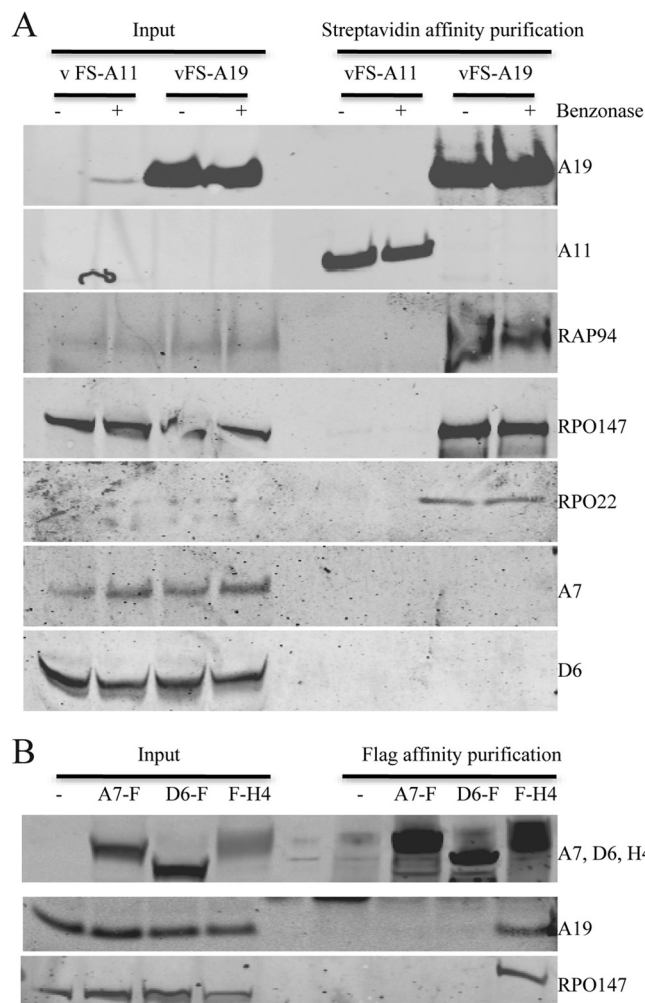 A
Input Streptavidin affinity purification
v FS-A11 vFS-A19 vFS-A11 vFS-A19
- + - + - + - + Benzonase
A19
A11
RAP94
RPO147
RPO22
A7
D6
B
Input Flag affinity purification
- A7-F D6-F F-H4 - A7-F D6-F F-H4
A7, D6, H4
A19
RPO147